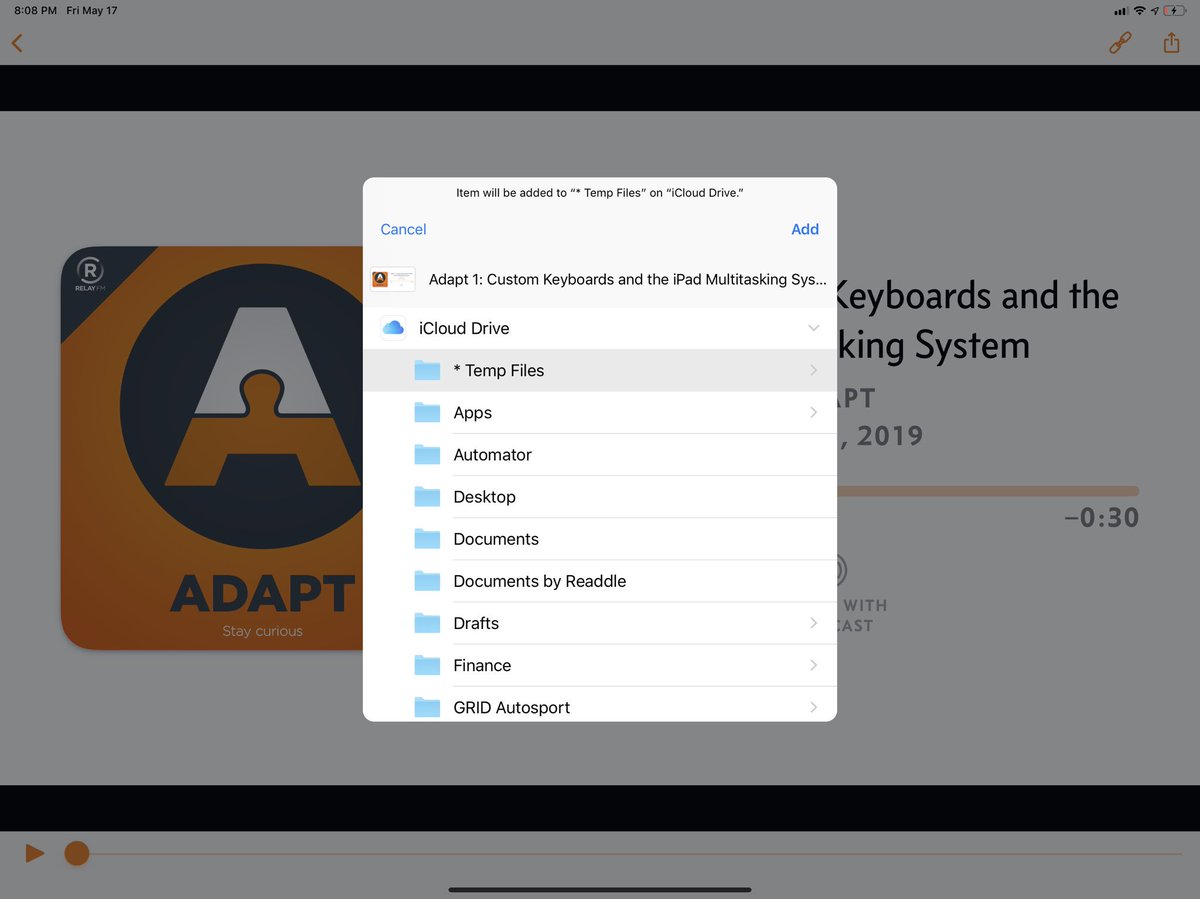 8:08 PM Fri May 17
Item will be added to “* Temp Files” on “iCloud Drive.”
Cancel
Add
Adapt 1: Custom Keyboards and the iPad Multitasking Sys...
iCloud Drive
* Temp Files
Apps
Automator
Desktop
Documents
Documents by Readdle
Drafts
Finance
GRID Autosport
R
RELAY FM
A
ADAPT
Stay curious
Keyboards and the
king System
APT
, 2019
–0:30
WITH
CAST